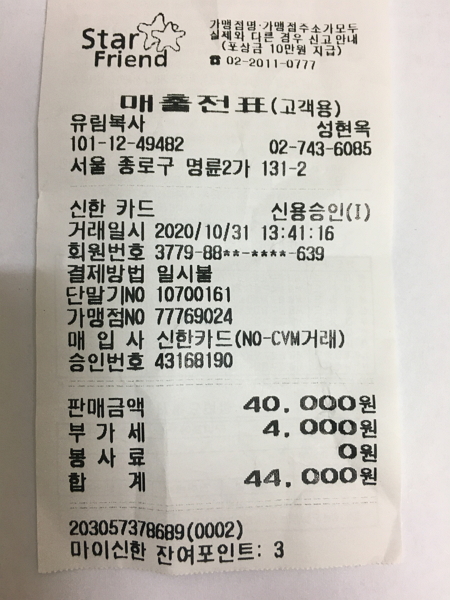 Star
Friend
가맹점명·가맹점주소가모두
실제와 다른 경우 신고안내
(포상금 10만원 지급)
☎ 02-2011-0777
매출전표(고객용)
유림복사 성현옥
101-12-49482 02-743-6085
서울 종로구 명륜2가 131-2
신한 카드 신용승인(I)
거래일시 2020/10/31 13:41:16
회원번호 3779-88**-****-639
결제방법 일시불
단말기NO 10700161
가맹점NO 77769024
매 입 사 신한카드(NO-CVM거래)
승인번호 43168190
판매금액 40,000원
부 가 세 4,000원
봉 사 료 0원
합 계 44,000원
203057378689(0002)
마이신한 잔여포인트: 3